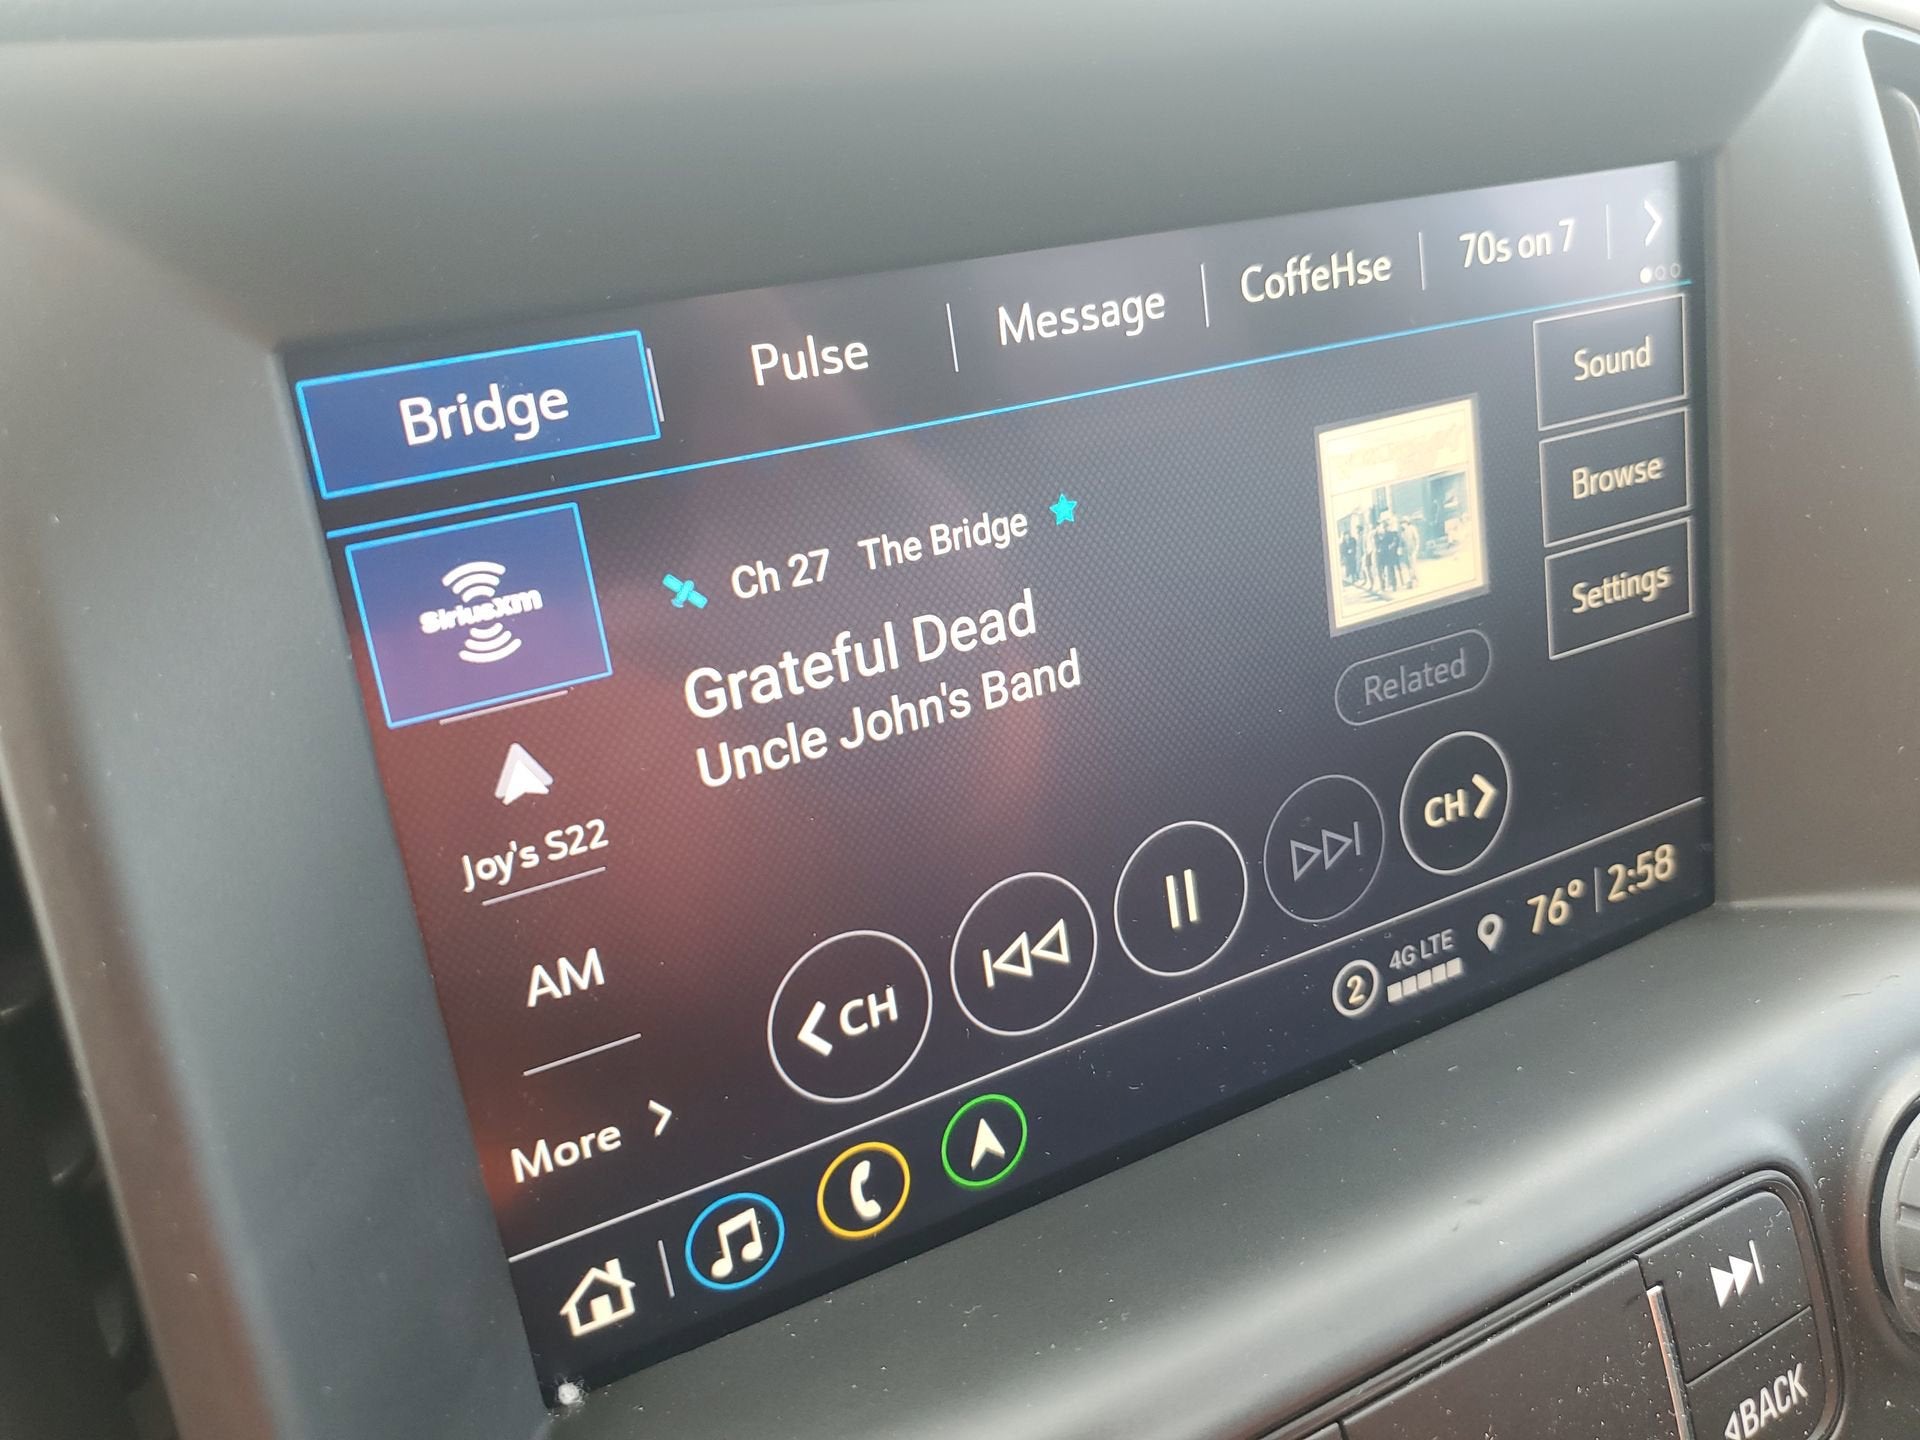 Bridge
Pulse
Message
CoffeHse
70s on 7
siriusxm
Ch 27 The Bridge
Grateful Dead
Uncle John's Band
Related
Sound
Browse
Settings
Joy's S22
AM
More
CH
CH
2
4G LTE
76° 2:58
BACK